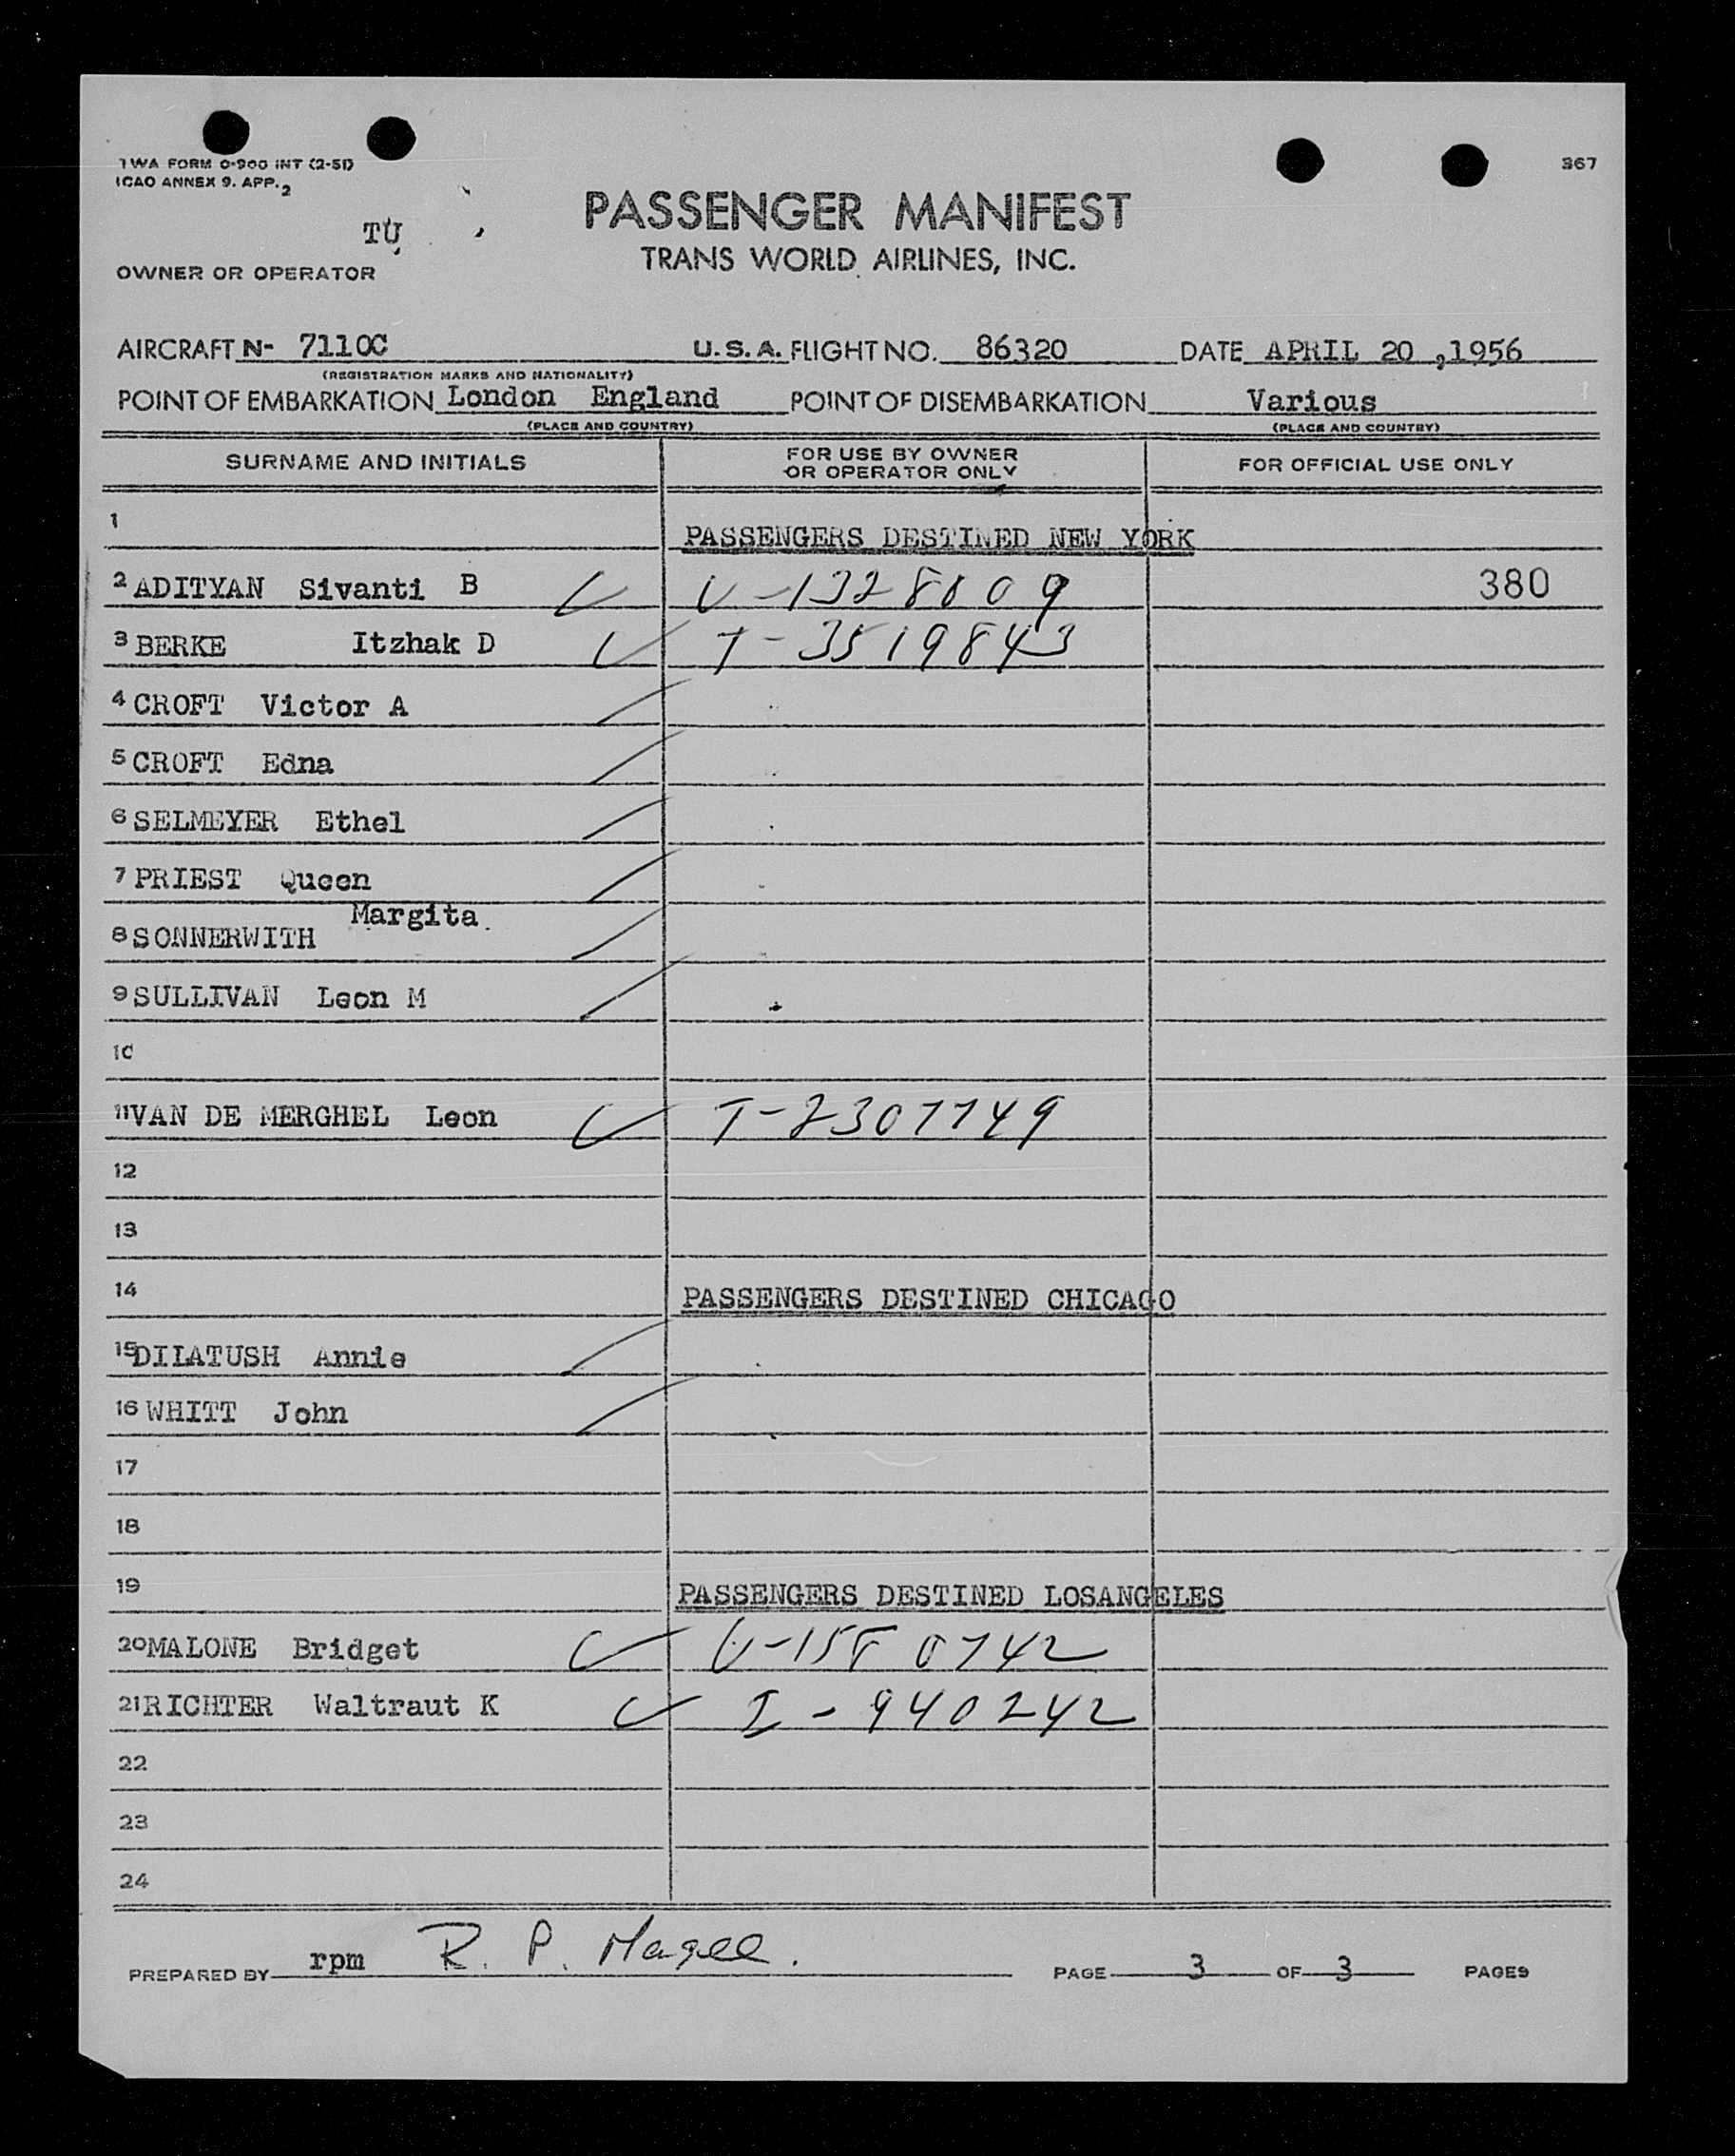 TWA FORM O-900 INT (2-51)
ICAO ANNEX 9. APP. 2
367
PASSENGER MANIFEST
TU
TRANS WORLD AIRLINES, INC.
OWNER OR OPERATOR
AIRCRAFT N- 7110C U.S.A. FLIGHT NO. 86320 DATE APRIL 20, 1956
(REGISTRATION MARKS AND NATIONALITY)
POINT OF EMBARKATION London England POINT OF DISEMBARKATION Various
(PLACE AND COUNTRY) (PLACE AND COUNTRY)
SURNAME AND INITIALS FOR USE BY OWNER OR OPERATOR ONLY FOR OFFICIAL USE ONLY
1 PASSENGERS DESTINED NEW YORK
2 ADITYAN Sivanti B V-1328809 380
3 BERKE Itzhak D T-3519843
4 CROFT Victor A
5 CROFT Edna
6 SELMEYER Ethel
7 PRIEST Queen
8 SONNERWITH Margita
9 SULLIVAN Leon M
10
11 VAN DE MERGHEL Leon T-2307749
12
13
14 PASSENGERS DESTINED CHICAGO
15 DILATUSH Annie
16 WHITT John
17
18
19 PASSENGERS DESTINED LOSANGELES
20 MALONE Bridget V-1580742
21 RICHTER Waltraut K I-940242
22
23
24
PREPARED BY rpm R. P. Magee. PAGE 3 OF 3 PAGES